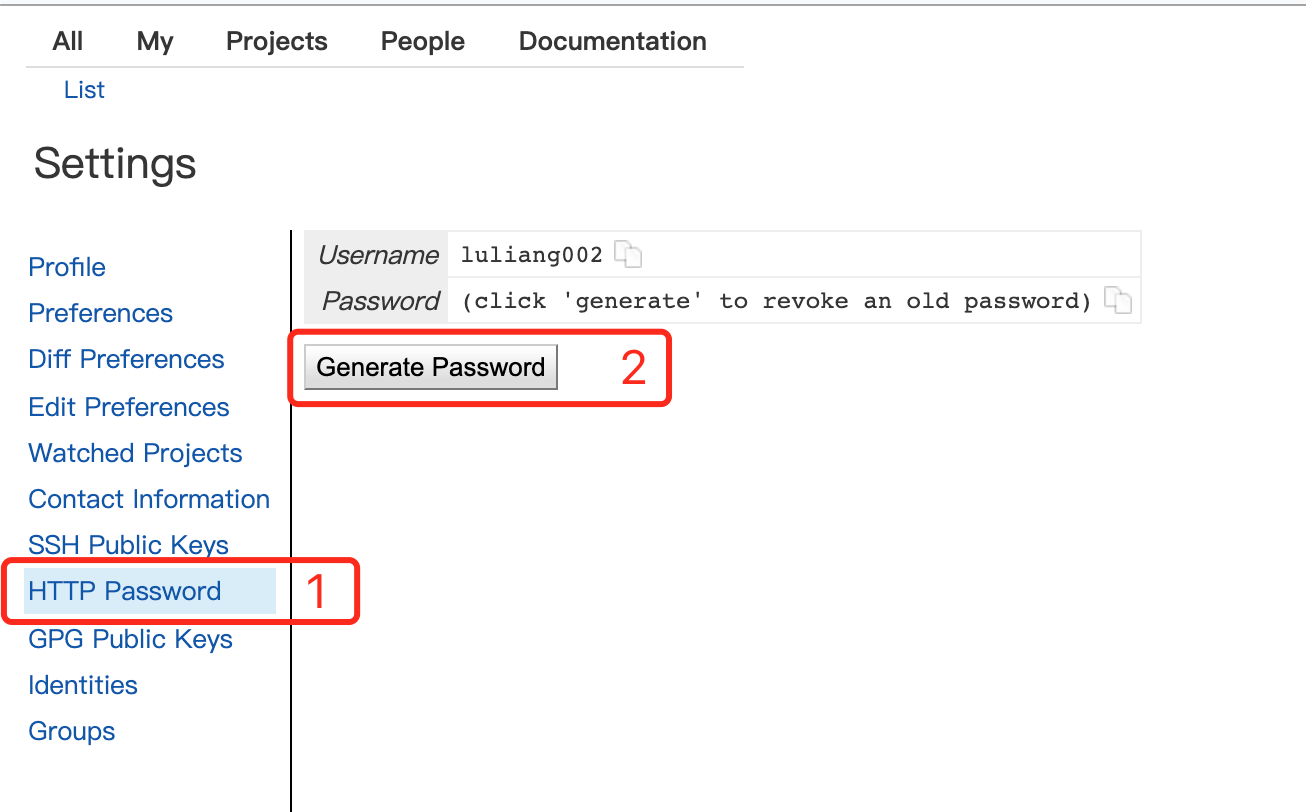 All My Projects People Documentation
List
Settings
Profile
Preferences
Diff Preferences
Edit Preferences
Watched Projects
Contact Information
SSH Public Keys
HTTP Password 1
GPG Public Keys
Identities
Groups
Username luliang002
Password (click 'generate' to revoke an old password)
Generate Password 2